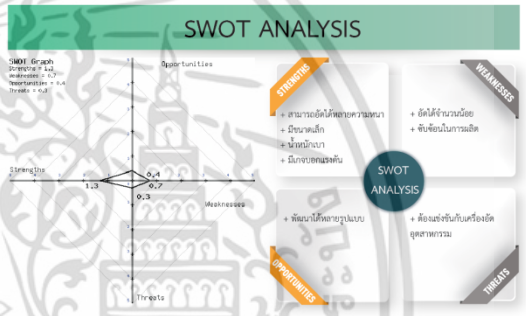 SWOT ANALYSIS
SWOT Graph
Strengths = 1.3
Weaknesses = 0.7
Opportunities = 0.4
Threats = 0.3
Opportunities
Strengths
0.4
1.3
0.7
0.3
Weaknesses
Threats
STRENGTHS
+ สามารถอัดได้หลายความหนา
+ มีขนาดเล็ก
+ น้ำหนักเบา
+ มีเกจบอกแรงดัน
WEAKNESSES
+ อัดได้จำนวนน้อย
+ ซับซ้อนในการผลิต
SWOT
ANALYSIS
+ พัฒนาได้หลายรูปแบบ
OPPORTUNITIES
+ ต้องแข่งขันกับเครื่องอัด
อุตสาหกรรม
THREATS